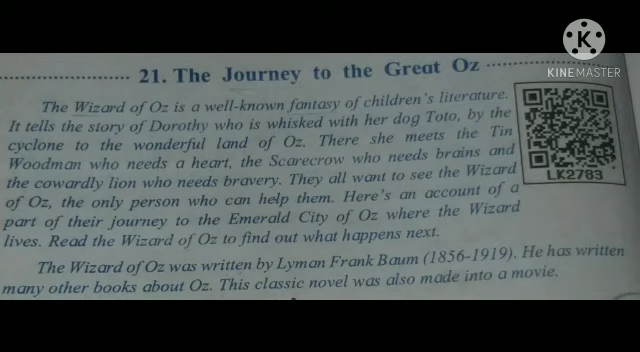 KINEMASTER
21. The Journey to the Great Oz
The Wizard of Oz is a well-known fantasy of children's literature.
It tells the story of Dorothy who is whisked with her dog Toto, by the
cyclone to the wonderful land of Oz. There she meets the Tin
Woodman who needs a heart, the Scarecrow who needs brains and
the cowardly lion who needs bravery. They all want to see the Wizard
of Oz, the only person who can help them. Here's an account of a
part of their journey to the Emerald City of Oz where the Wizard
lives. Read the Wizard of Oz to find out what happens next.
LK2783
The Wizard of Oz was written by Lyman Frank Baum (1856-1919). He has written
many other books about Oz. This classic novel was also made into a movie.